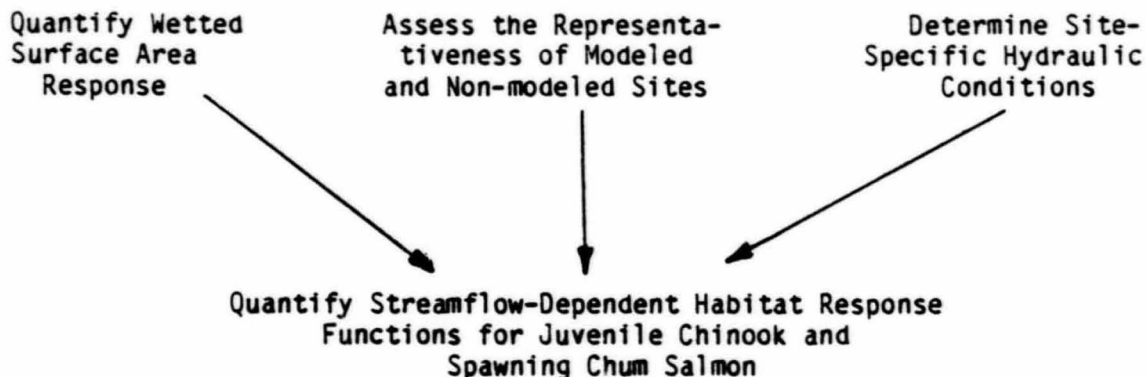 Quantify Wetted
Surface Area
Response
Assess the Representa-
tiveness of Modeled
and Non-modeled Sites
Determine Site-
Specific Hydraulic
Conditions
Quantify Streamflow-Dependent Habitat Response
Functions for Juvenile Chinook and
Spawning Chum Salmon